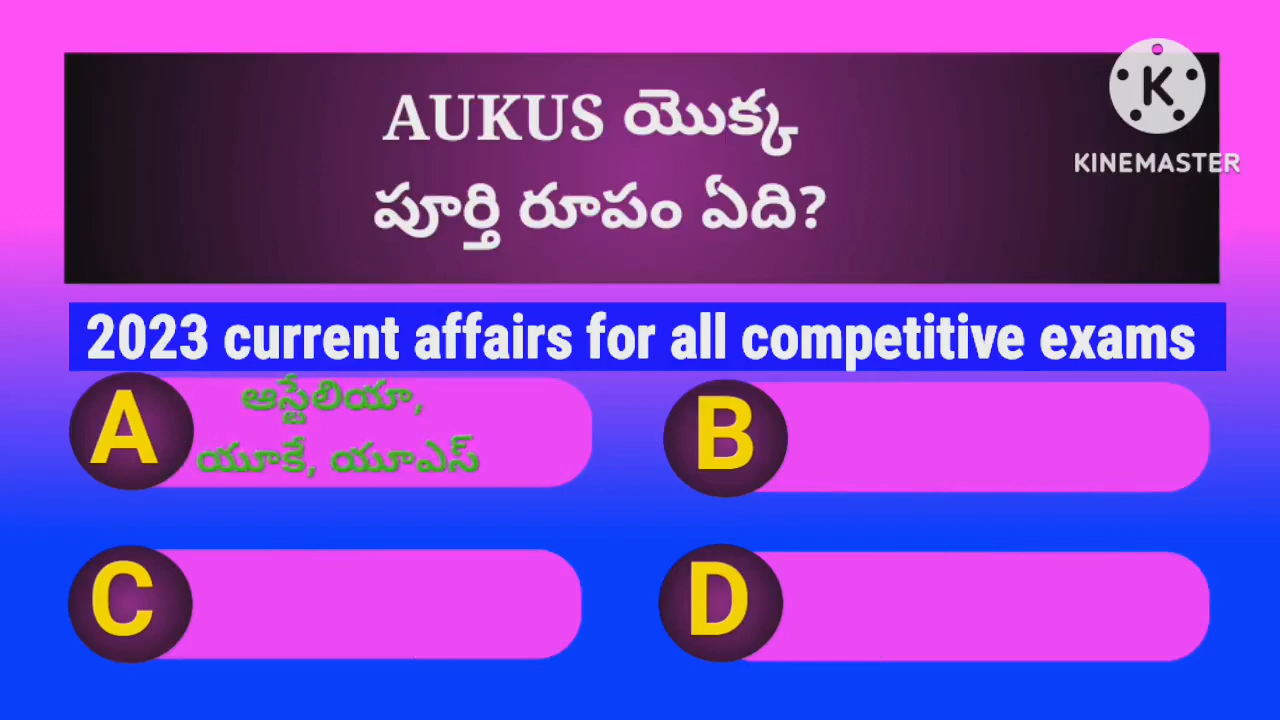 AUKUS యొక్క
పూర్తి రూపం ఏది?
KINEMASTER
2023 current affairs for all competitive exams
A
ఆస్టేలియా,
యూకే, యూఎస్
B
C
D